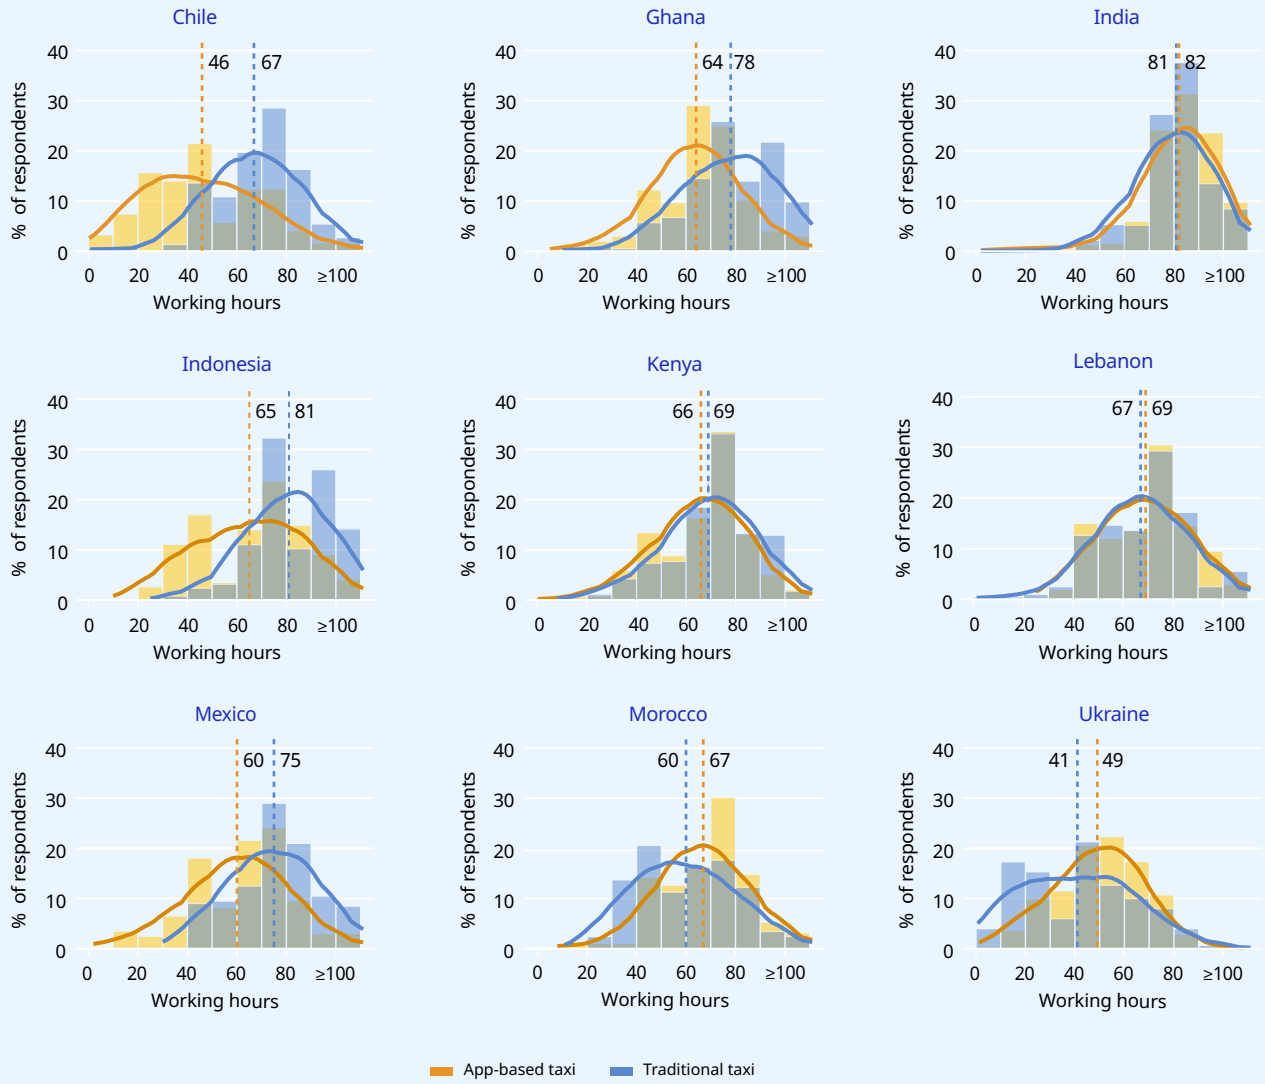 Chile
Ghana
India
40
30
20
10
0
% of respondents
46
67
0 20 40 60 80 ≥100
Working hours
40
30
20
10
0
% of respondents
64
78
0 20 40 60 80 ≥100
Working hours
40
30
20
10
0
% of respondents
81
82
0 20 40 60 80 ≥100
Working hours
Indonesia
Kenya
Lebanon
40
30
20
10
0
% of respondents
65
81
0 20 40 60 80 ≥100
Working hours
40
30
20
10
0
% of respondents
66
69
0 20 40 60 80 ≥100
Working hours
40
30
20
10
0
% of respondents
67
69
0 20 40 60 80 ≥100
Working hours
Mexico
Morocco
Ukraine
40
30
20
10
0
% of respondents
60
75
0 20 40 60 80 ≥100
Working hours
40
30
20
10
0
% of respondents
60
67
0 20 40 60 80 ≥100
Working hours
40
30
20
10
0
% of respondents
41
49
0 20 40 60 80 ≥100
Working hours
App-based taxi
Traditional taxi